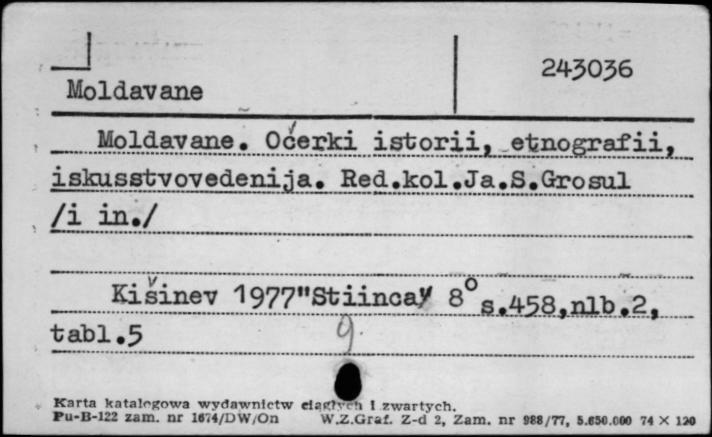 243036
Moldavane
Moldavane. Oćerki istorii, etnografii,
iskusstvovedenija. Red.kol.Ja.S.Grosul
/i in./
Kišinev 1977"Stiinca" 8° s.458,nlb.2,
tabl.5
9
Karta katalogowa wydawnictw ciągłych i zwartych.
Pu-B-122 zam. nr 1674/DW/On W.Z.Graf. Z-d 2, Zam. nr 988/77, 5.650.000 74 × 120